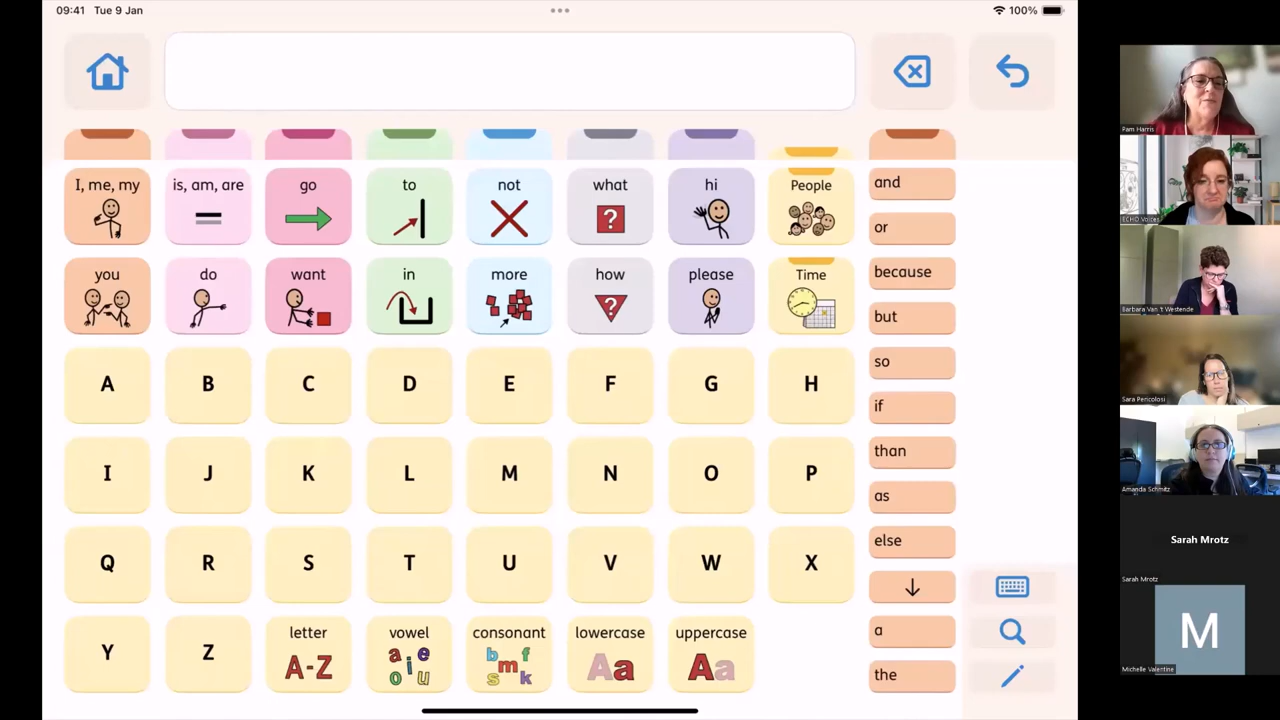 09:41 Tue 9 Jan
100%
I, me, my is, am, are go to not what hi People and
or
you do want in more how please Time because
but
A B C D E F G H so
if
I J K L M N O P than
as
Q R S T U V W X else
Y Z letter vowel consonant lowercase uppercase a
A-Z a e i o u b f m s k Aa Aa the
Pam Harris
ECHO Voices
Barbara Van 't Westende
Sara Pericolosi
Amanda Schmitz
Sarah Mrotz
Sarah Mrotz
M
Michelle Valentine